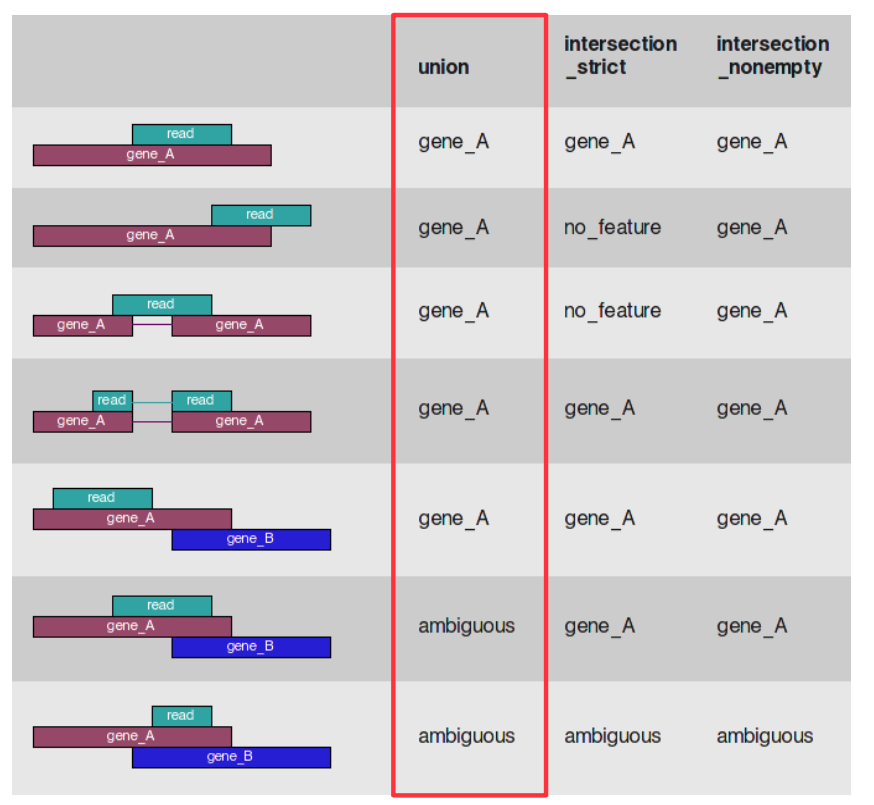 union
intersection
_strict
intersection
_nonempty
read
gene_A
gene_A
gene_A
gene_A
read
gene_A
gene_A
no_feature
gene_A
read
gene_A
gene_A
gene_A
no_feature
gene_A
read
read
gene_A
gene_A
gene_A
gene_A
gene_A
read
gene_A
gene_B
gene_A
gene_A
gene_A
read
gene_A
gene_B
ambiguous
gene_A
gene_A
read
gene_A
gene_B
ambiguous
ambiguous
ambiguous